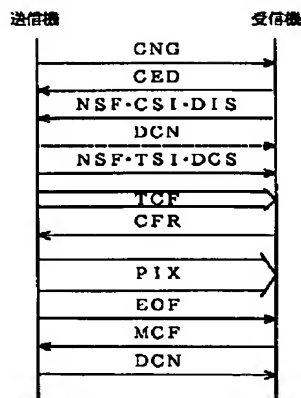 送信機 受信機
CNG
CED
NSF・CSI・DIS
DCN
NSF・TSI・DCS
TCF
CFR
PIX
EOF
MCF
DCN